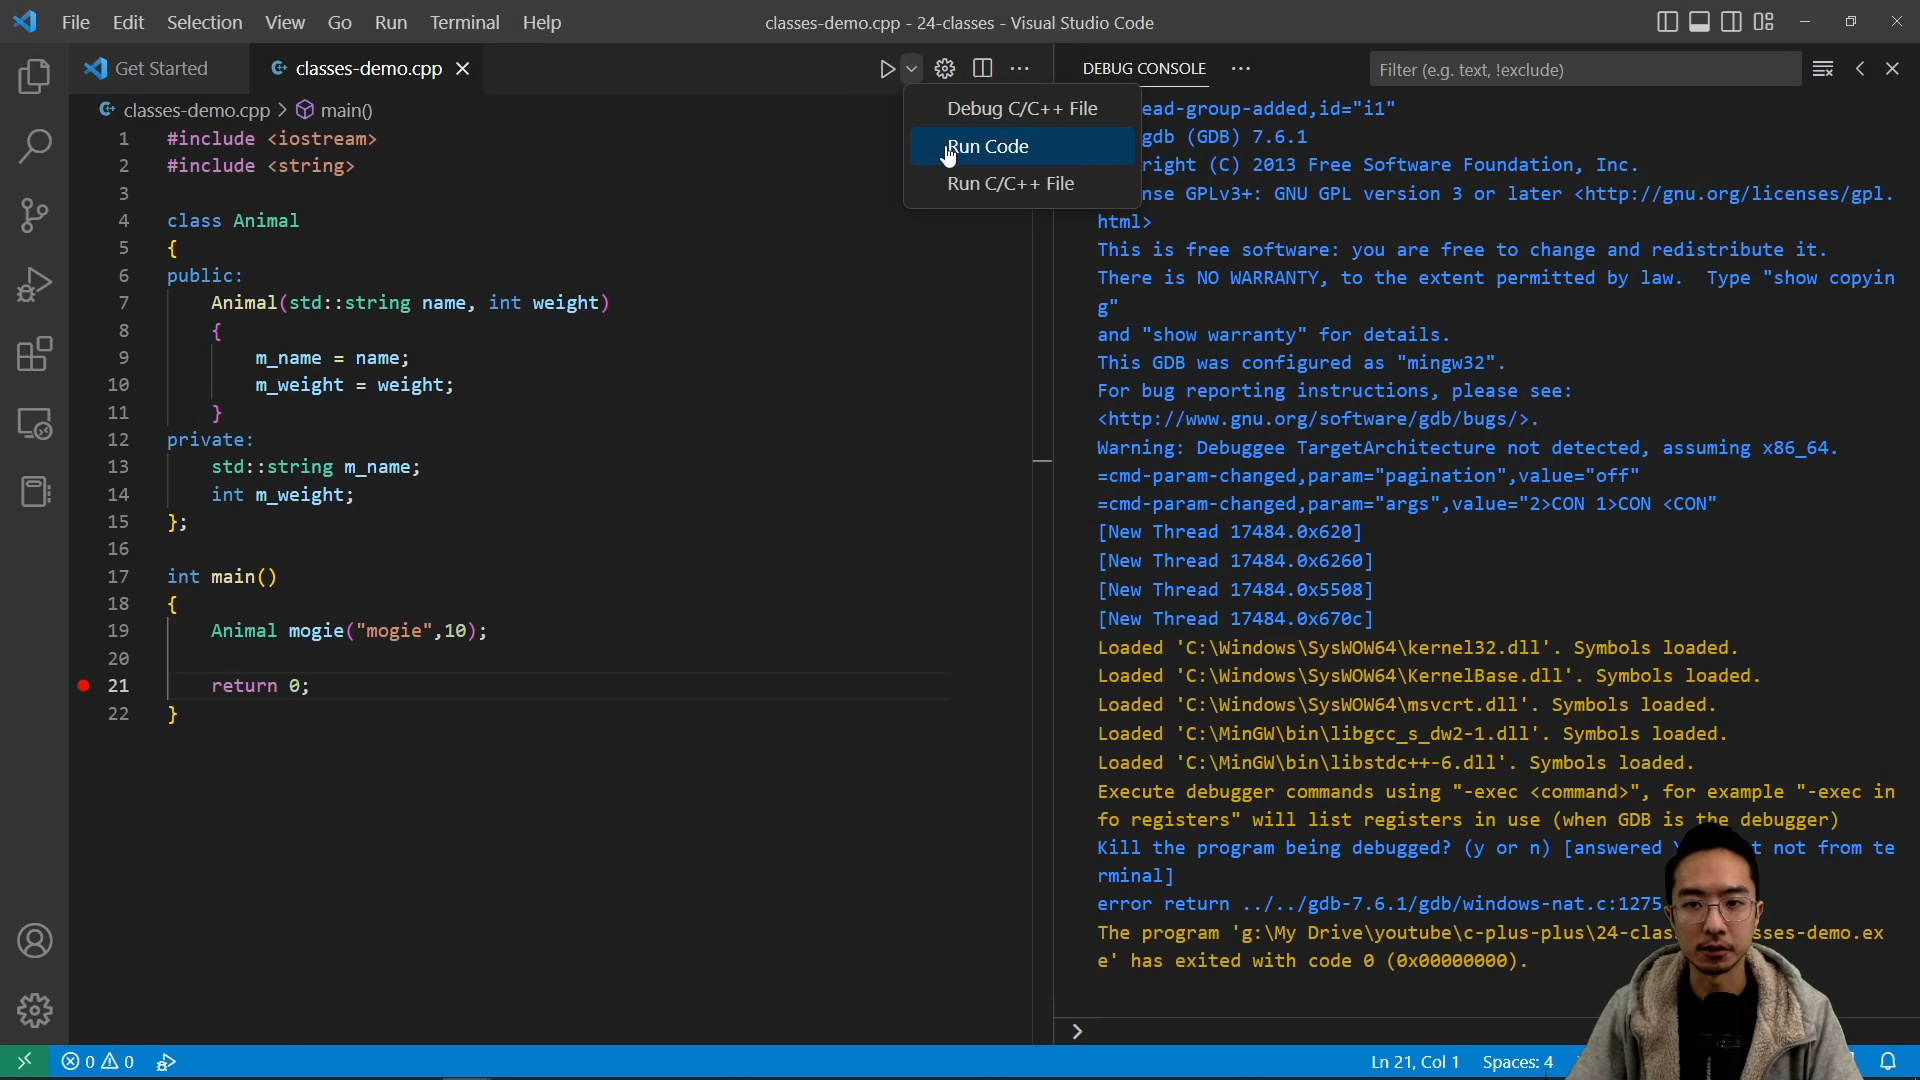 File Edit Selection View Go Run Terminal Help
classes-demo.cpp - 24-classes - Visual Studio Code
Get Started
classes-demo.cpp
classes-demo.cpp > main()
1 #include <iostream>
2 #include <string>
3
4 class Animal
5 {
6 public:
7 Animal(std::string name, int weight)
8 {
9 m_name = name;
10 m_weight = weight;
11 }
12 private:
13 std::string m_name;
14 int m_weight;
15 };
16
17 int main()
18 {
19 Animal mogie("mogie",10);
20
21 return 0;
22 }
Debug C/C++ File
Run Code
Run C/C++ File
DEBUG CONSOLE
Filter (e.g. text, !exclude)
ead-group-added,id="i1"
gdb (GDB) 7.6.1
right (C) 2013 Free Software Foundation, Inc.
nse GPLv3+: GNU GPL version 3 or later <http://gnu.org/licenses/gpl.
html>
This is free software: you are free to change and redistribute it.
There is NO WARRANTY, to the extent permitted by law.  Type "show copyin
g"
and "show warranty" for details.
This GDB was configured as "mingw32".
For bug reporting instructions, please see:
<http://www.gnu.org/software/gdb/bugs/>.
Warning: Debuggee TargetArchitecture not detected, assuming x86_64.
=cmd-param-changed,param="pagination",value="off"
=cmd-param-changed,param="args",value="2>CON 1>CON <CON"
[New Thread 17484.0x620]
[New Thread 17484.0x6260]
[New Thread 17484.0x5508]
[New Thread 17484.0x670c]
Loaded 'C:\Windows\SysWOW64\kernel32.dll'. Symbols loaded.
Loaded 'C:\Windows\SysWOW64\KernelBase.dll'. Symbols loaded.
Loaded 'C:\Windows\SysWOW64\msvcrt.dll'. Symbols loaded.
Loaded 'C:\MinGW\bin\libgcc_s_dw2-1.dll'. Symbols loaded.
Loaded 'C:\MinGW\bin\libstdc++-6.dll'. Symbols loaded.
Execute debugger commands using "-exec <command>", for example "-exec in
fo registers" will list registers in use (when GDB is the debugger)
Kill the program being debugged? (y or n) [answered t not from te
rminal]
error return ../../gdb-7.6.1/gdb/windows-nat.c:1275
The program 'g:\My Drive\youtube\c-plus-plus\24-clas sses-demo.ex
e' has exited with code 0 (0x00000000).
0 0
Ln 21, Col 1 Spaces: 4